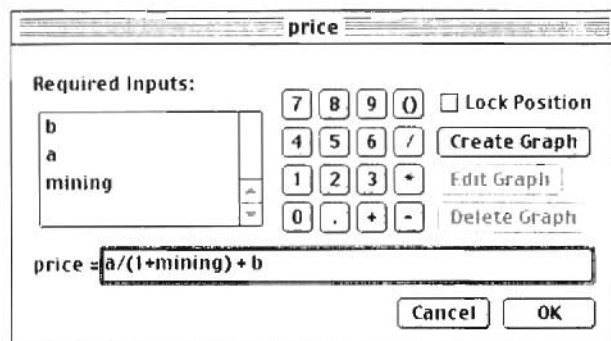 price
Required Inputs:
b
a
mining
7 8 9 () Lock Position
4 5 6 / Create Graph
1 2 3 * Edit Graph
0 . + - Delete Graph
price = a/(1+mining) + b
Cancel OK